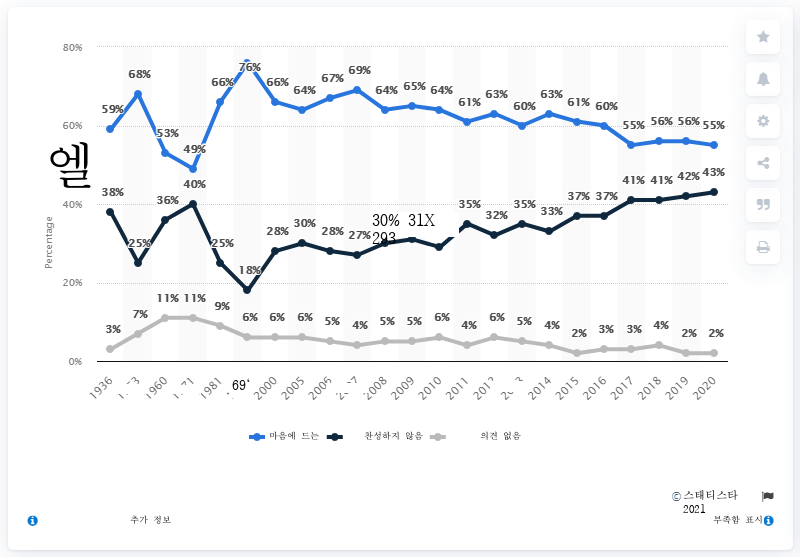 80%
60%
40%
20%
0%
엘
Percentage
59% 68% 53% 49% 66% 76% 66% 64% 67% 69% 64% 65% 64% 61% 63% 60% 63% 61% 60% 55% 56% 56% 55%
38% 25% 36% 40% 25% 18% 28% 30% 28% 27% 30% 31X
293
35% 32% 35% 33% 37% 37% 41% 41% 42% 43%
3% 7% 11% 11% 9% 6% 6% 6% 5% 4% 5% 5% 6% 4% 6% 5% 4% 2% 3% 3% 4% 2% 2%
1936 1960 1981 69' 2000 2005 2006 2008 2009 2010 2011 2014 2015 2016 2017 2018 2019 2020
마음에 드는 찬성하지 않음 의견 없음
© 스태티스타
2021
추가 정보 부족함 표시